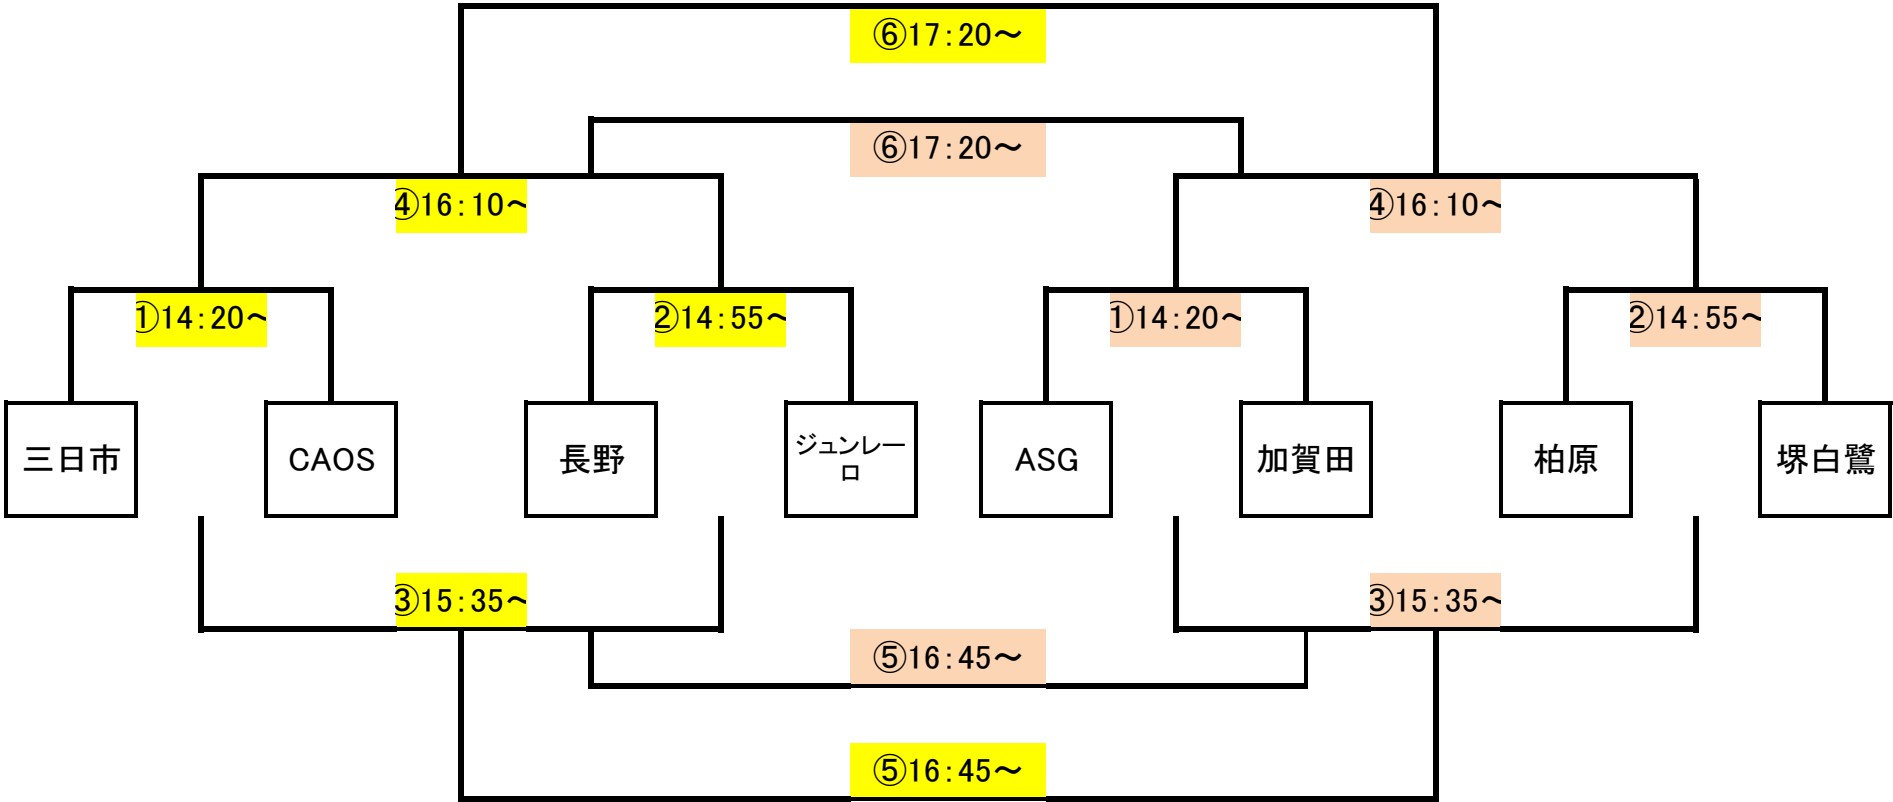 ⑥17:20～
⑥17:20～
④16:10～
④16:10～
①14:20～
②14:55～
①14:20～
②14:55～
三日市
CAOS
長野
ジュンレー
ロ
ASG
加賀田
柏原
堺白鷺
③15:35～
③15:35～
⑤16:45～
⑤16:45～